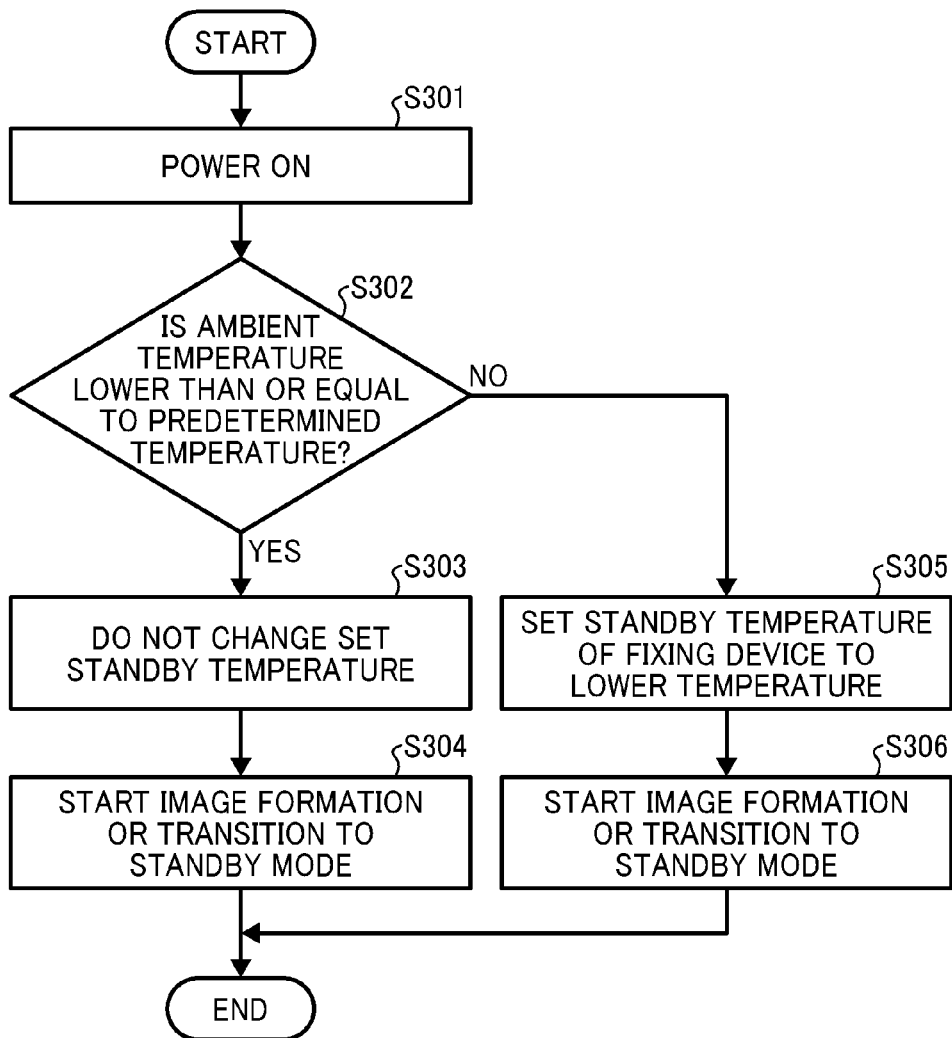 START
S301
POWER ON
S302
IS AMBIENT
TEMPERATURE
LOWER THAN OR EQUAL
TO PREDETERMINED
TEMPERATURE?
NO
YES
S303
DO NOT CHANGE SET
STANDBY TEMPERATURE
S305
SET STANDBY TEMPERATURE
OF FIXING DEVICE TO
LOWER TEMPERATURE
S304
START IMAGE FORMATION
OR TRANSITION TO
STANDBY MODE
S306
START IMAGE FORMATION
OR TRANSITION TO
STANDBY MODE
END